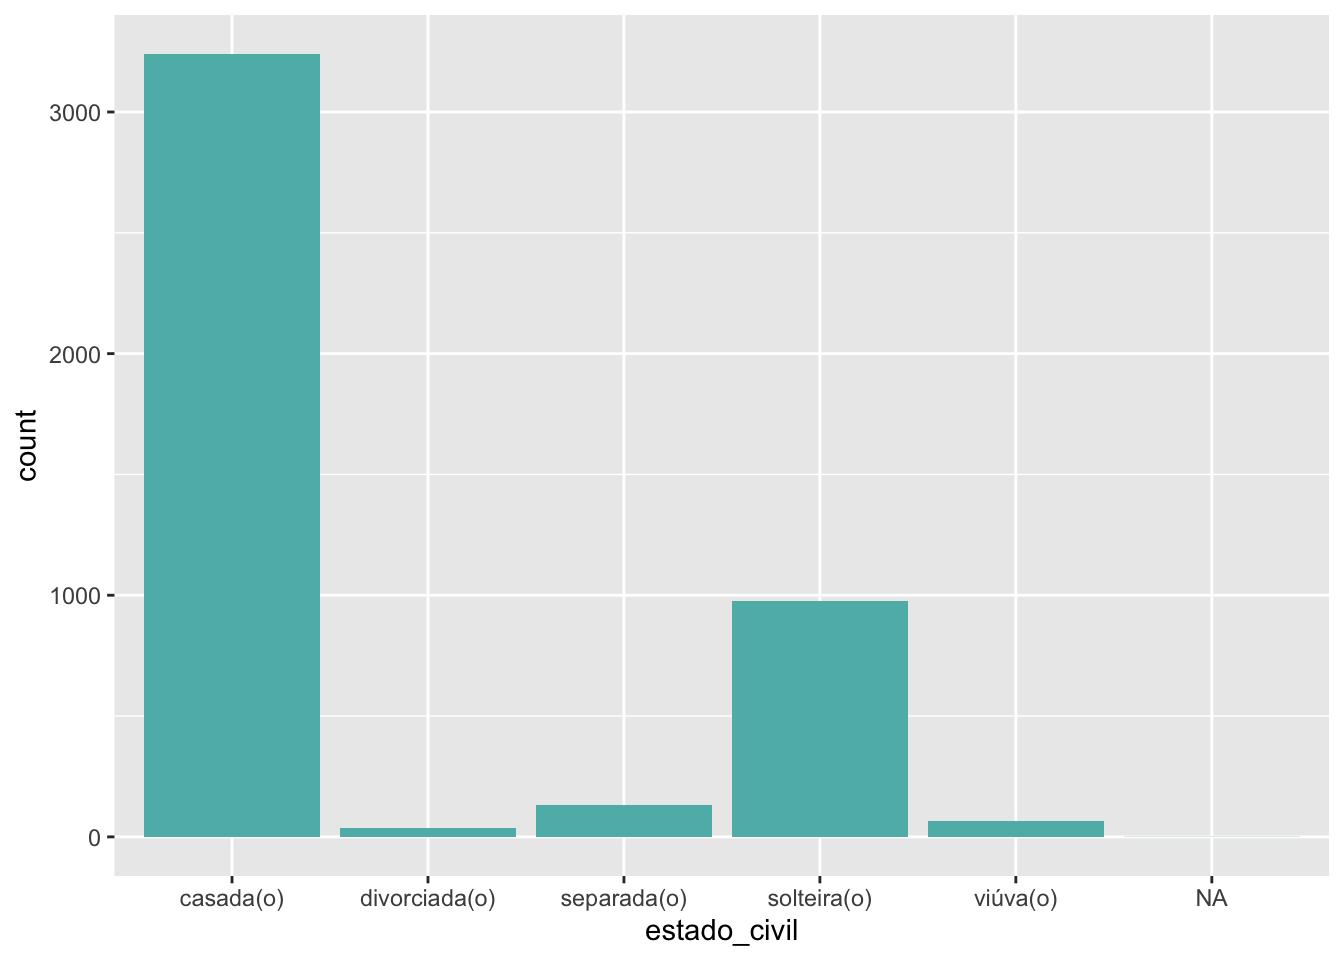 3000
2000
1000
0
count
casada(o) divorciada(o) separada(o) solteira(o) viúva(o) NA
estado_civil